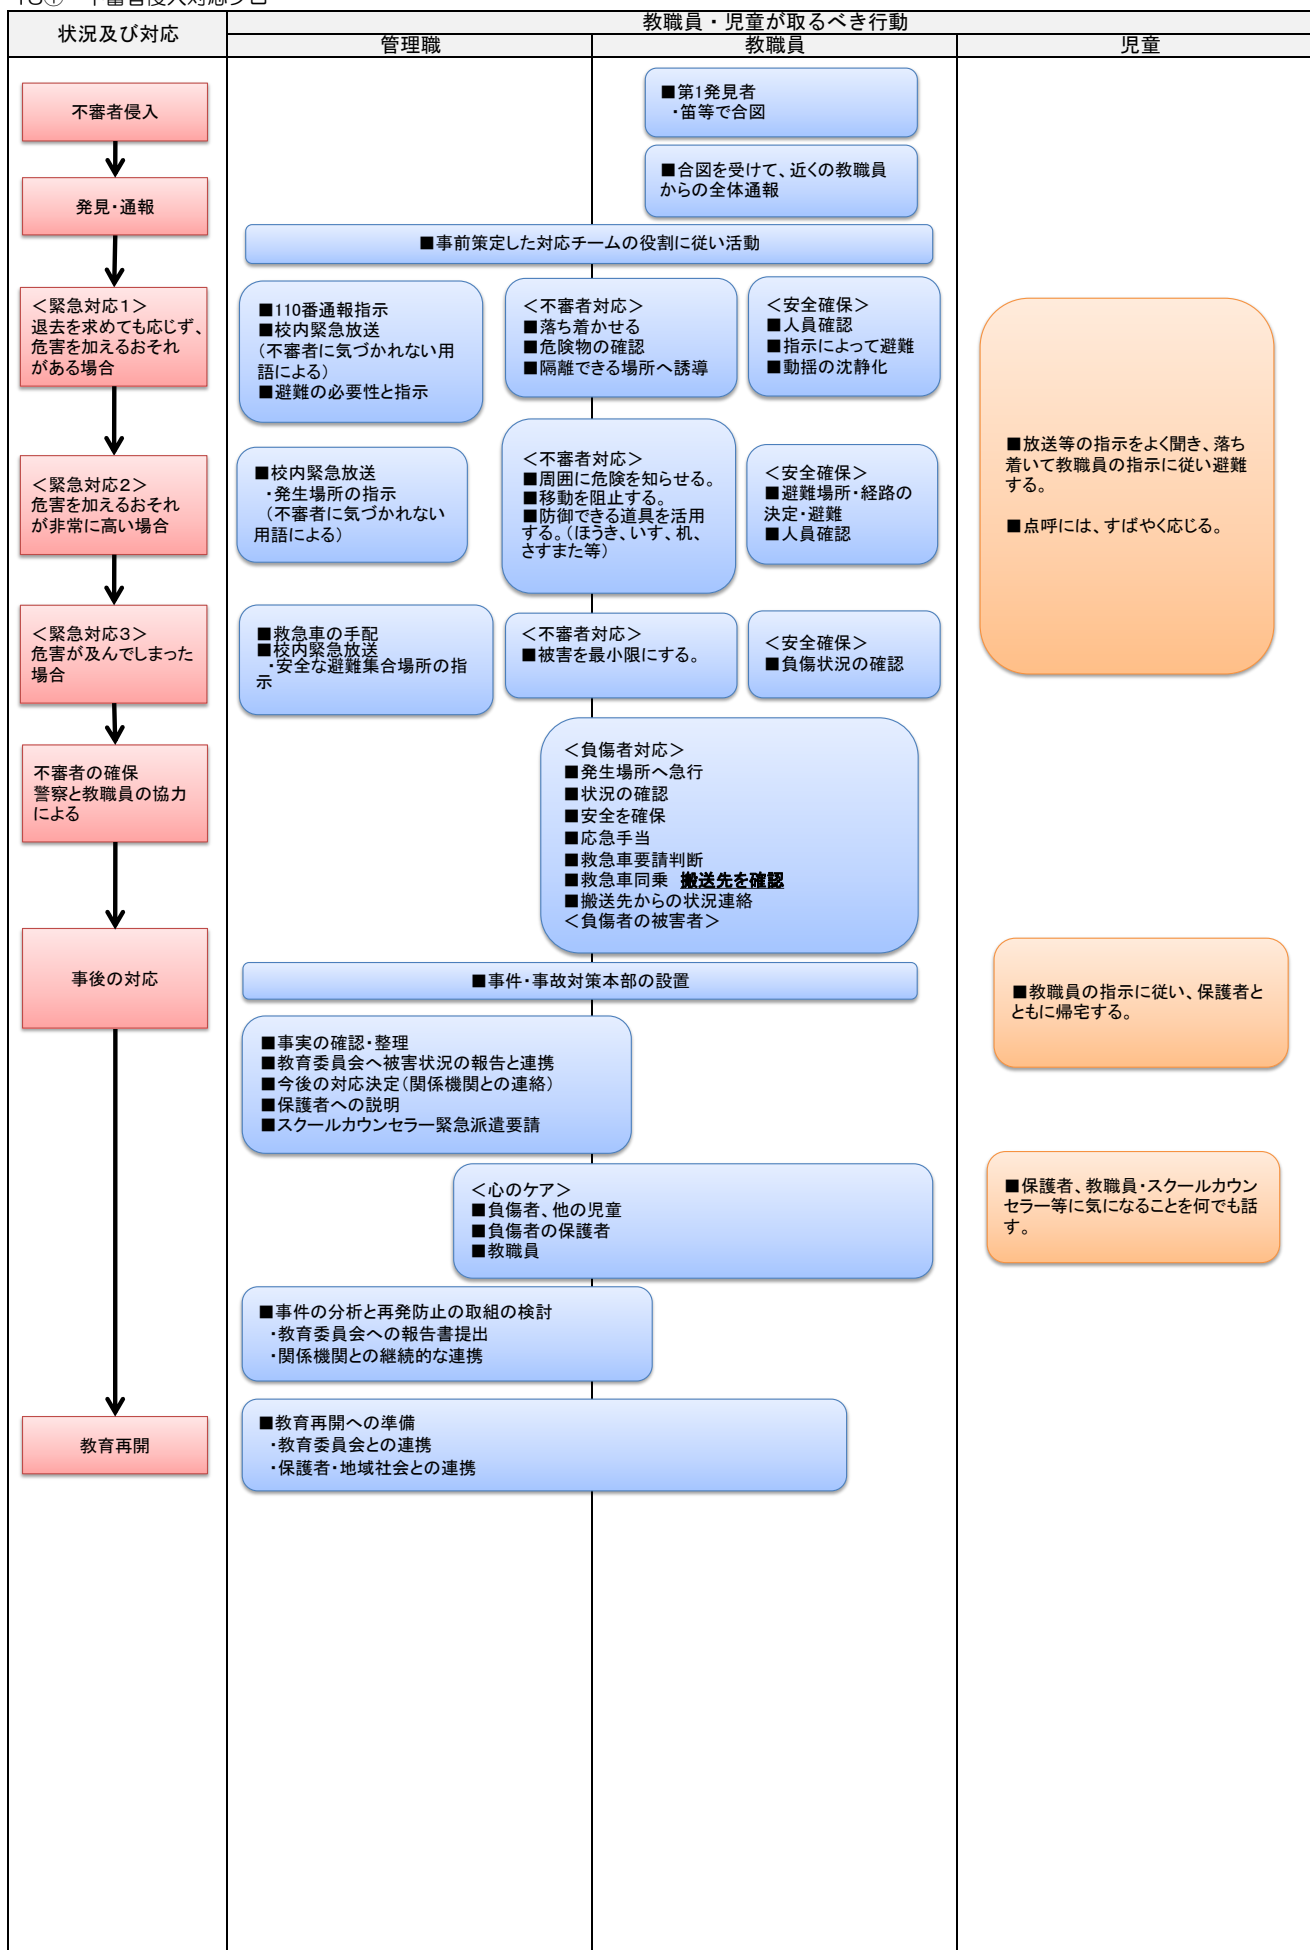 不審者侵入対応フロー
状況及び対応
教職員・児童が取るべき行動
管理職
教職員
児童
不審者侵入
■第1発見者
・笛等で合図
発見・通報
■合図を受けて、近くの教職員
からの全体通報
■事前策定した対応チームの役割に従い活動
＜緊急対応１＞
退去を求めても応じず、
危害を加えるおそれ
がある場合
■110番通報指示
■校内緊急放送
（不審者に気づかれない用
語による）
■避難の必要性と指示
＜不審者対応＞
■落ち着かせる
■危険物の確認
■隔離できる場所へ誘導
＜安全確保＞
■人員確認
■指示によって避難
■動揺の沈静化
■放送等の指示をよく聞き、落ち
着いて教職員の指示に従い避難
する。
■点呼には、すばやく応じる。
＜緊急対応２＞
危害を加えるおそれ
が非常に高い場合
■校内緊急放送
・発生場所の指示
（不審者に気づかれない
用語による）
＜不審者対応＞
■周囲に危険を知らせる。
■移動を阻止する。
■防御できる道具を活用
する。（ほうき、いす、机、
さすまた等）
＜安全確保＞
■避難場所・経路の
決定・避難
■人員確認
＜緊急対応３＞
危害が及んでしまった
場合
■救急車の手配
■校内緊急放送
・安全な避難集合場所の指
示
＜不審者対応＞
■被害を最小限にする。
＜安全確保＞
■負傷状況の確認
不審者の確保
警察と教職員の協力
による
＜負傷者対応＞
■発生場所へ急行
■状況の確認
■安全を確保
■応急手当
■救急車要請判断
■救急車同乗　搬送先を確認
■搬送先からの状況連絡
＜負傷者の被害者＞
事後の対応
■事件・事故対策本部の設置
■教職員の指示に従い、保護者と
ともに帰宅する。
■事実の確認・整理
■教育委員会へ被害状況の報告と連携
■今後の対応決定（関係機関との連絡）
■保護者への説明
■スクールカウンセラー緊急派遣要請
＜心のケア＞
■負傷者、他の児童
■負傷者の保護者
■教職員
■保護者、教職員・スクールカウン
セラー等に気になることを何でも話
す。
■事件の分析と再発防止の取組の検討
・教育委員会への報告書提出
・関係機関との継続的な連携
教育再開
■教育再開への準備
・教育委員会との連携
・保護者・地域社会との連携